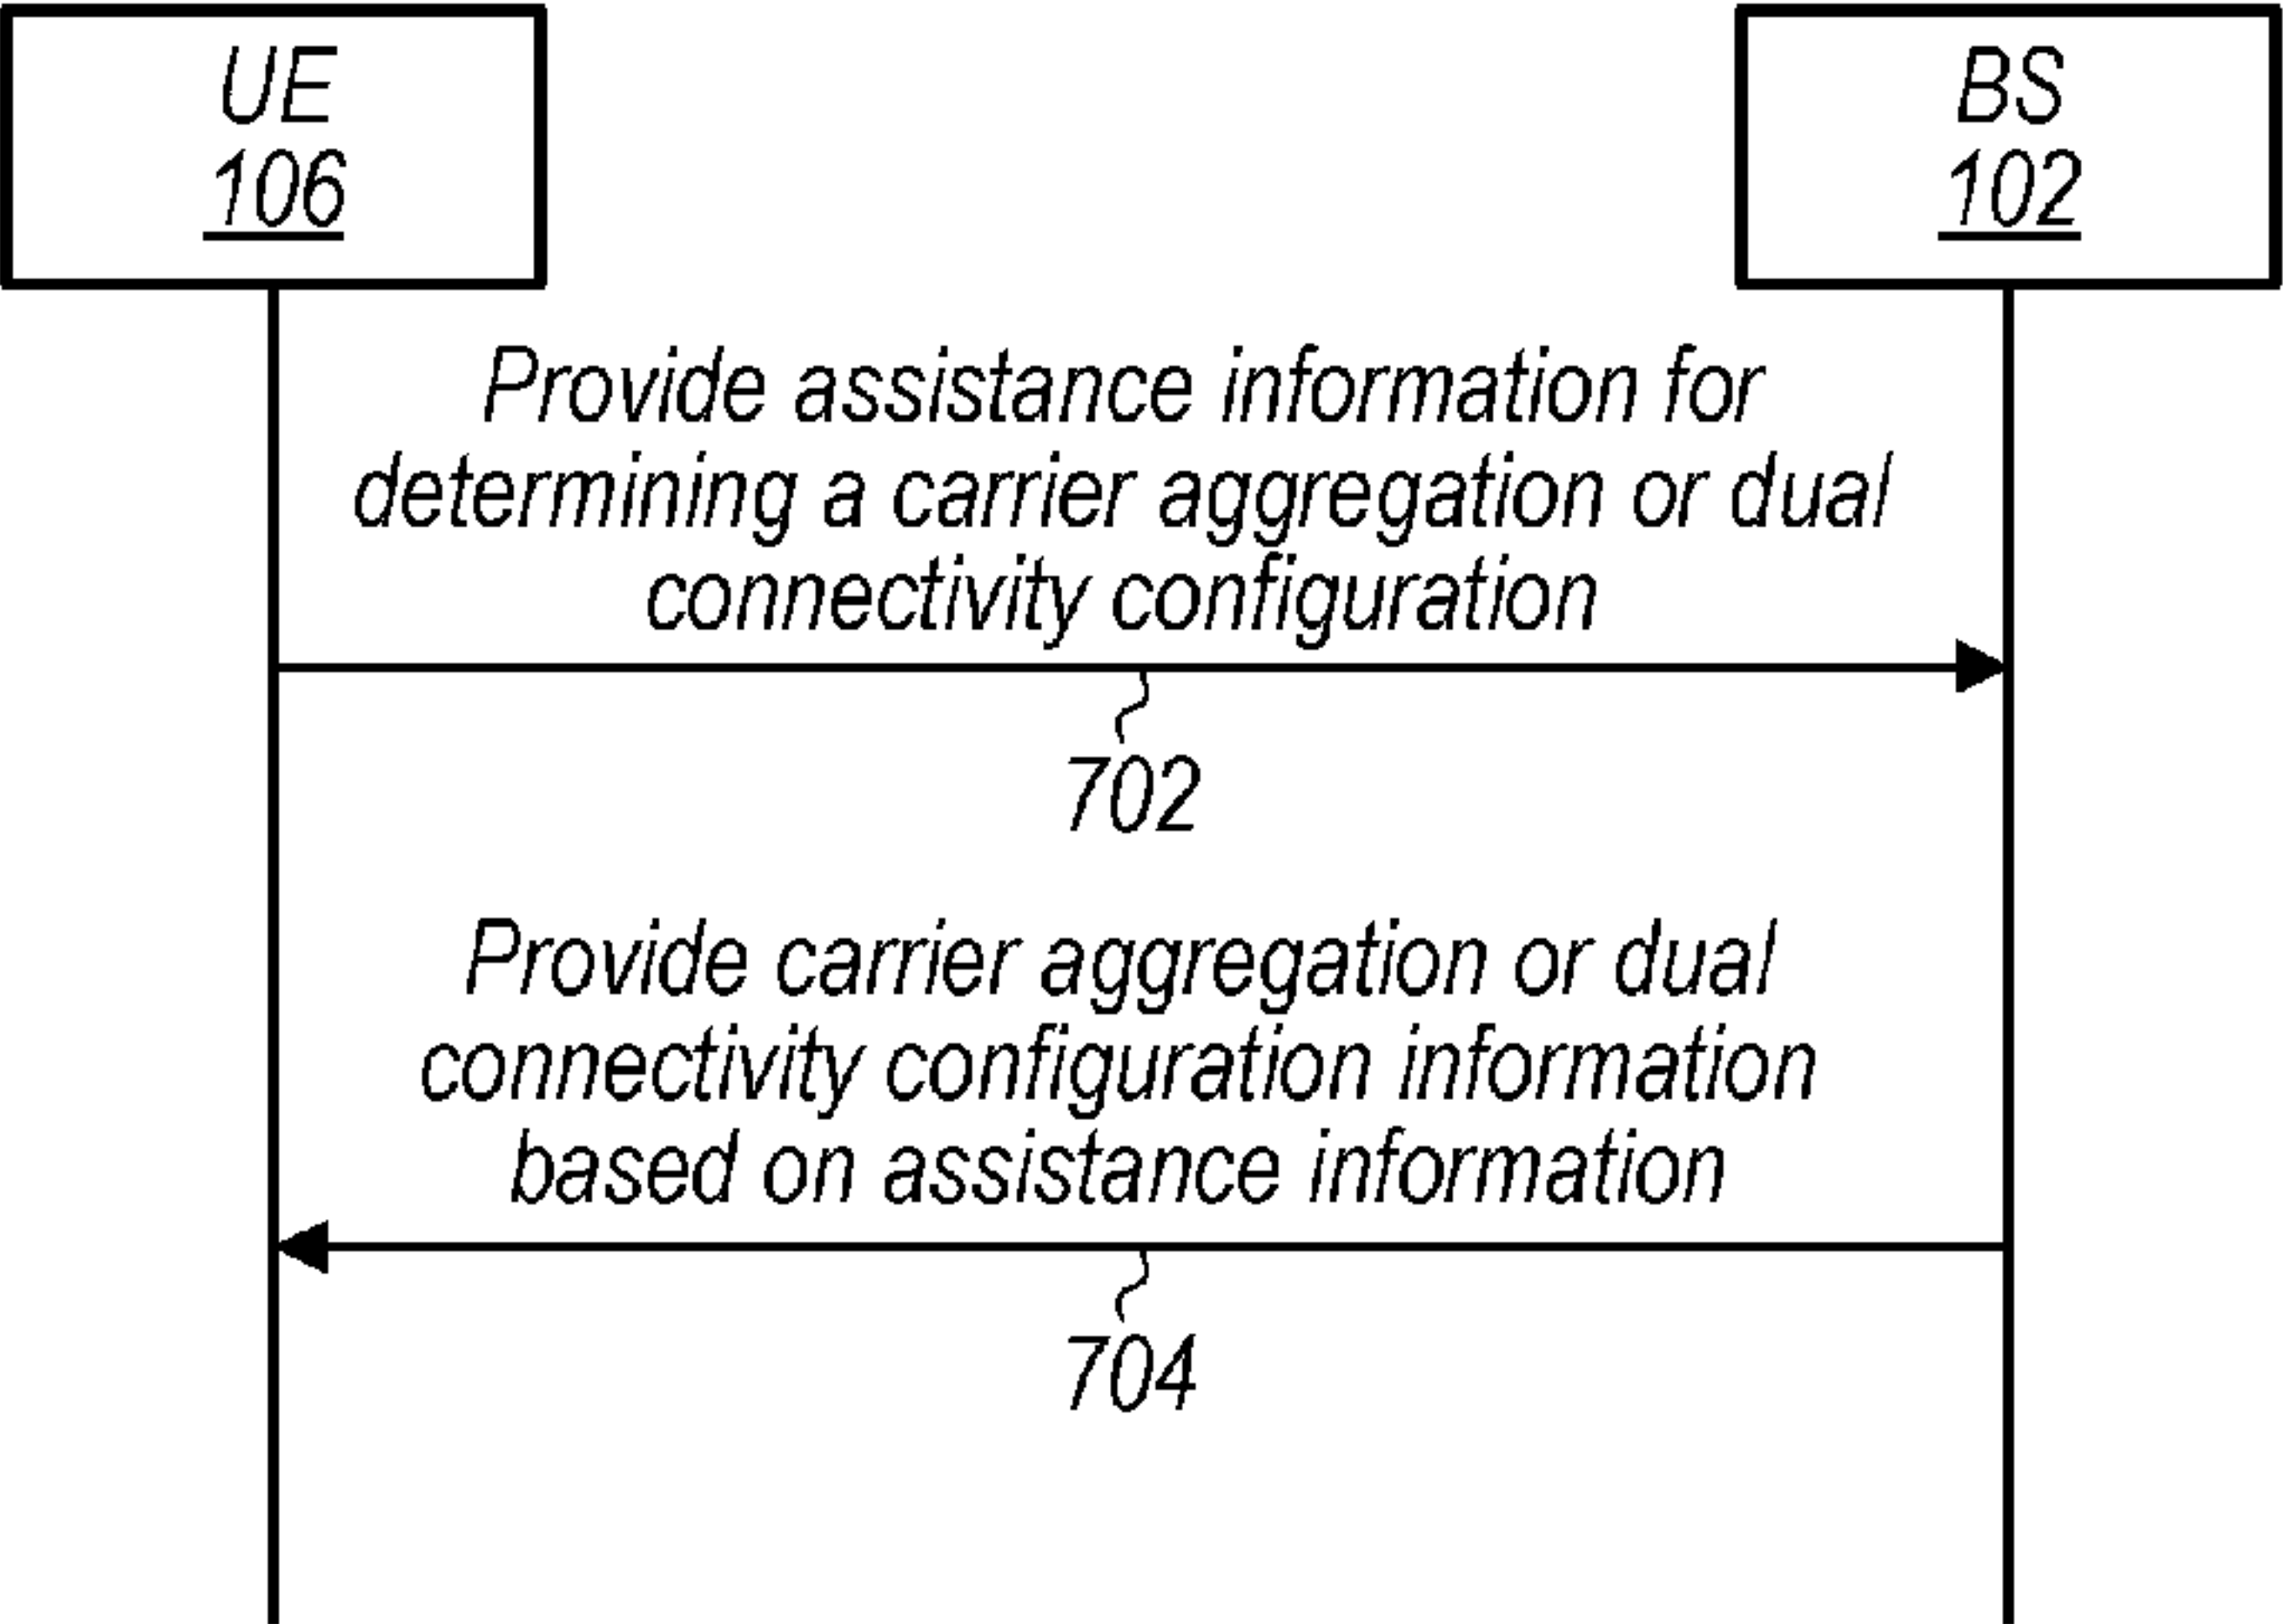 UE
106
BS
102
Provide assistance information for
determining a carrier aggregation or dual
connectivity configuration
702
Provide carrier aggregation or dual
connectivity configuration information
based on assistance information
704